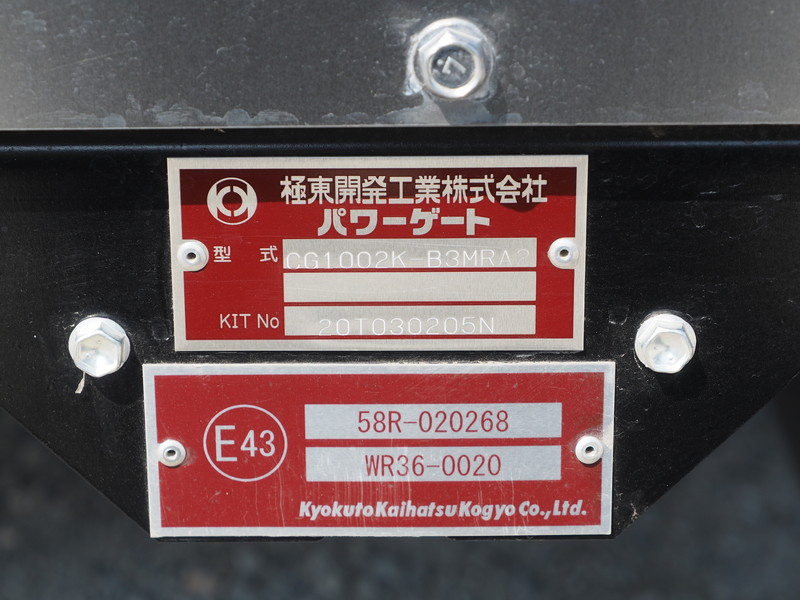 極東開発工業株式会社
パワーゲート
型式 CG1002K-B3MRA2
KIT No 20T030205N
E43
58R-020268
WR36-0020
Kyokuto Kaihatsu Kogyo Co., Ltd.